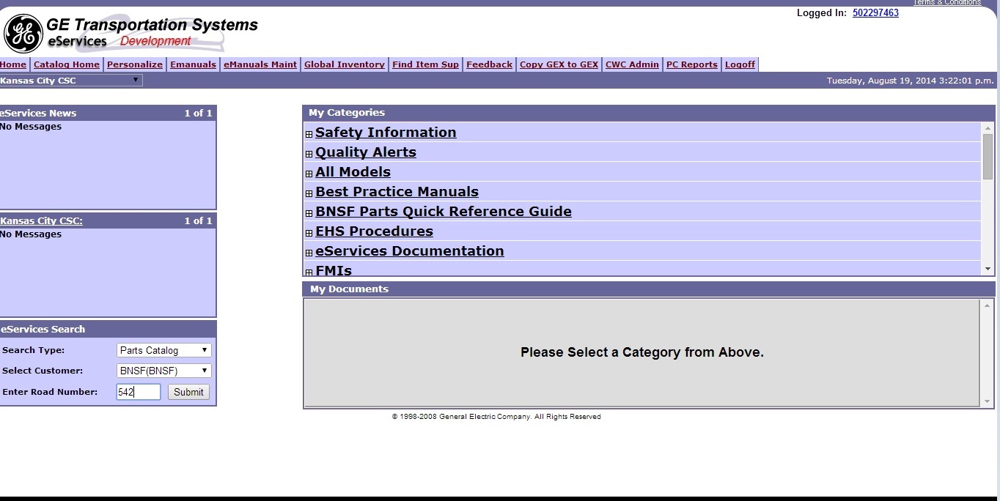 Terms & Conditions
Logged In: 502297463
GE Transportation Systems
eServices Development
Home Catalog Home Personalize Emanuals eManuals Maint Global Inventory Find Item Sup Feedback Copy GEX to GEX CWC Admin PC Reports Logoff
Kansas City CSC
Tuesday, August 19, 2014 3:22:01 p.m.
eServices News 1 of 1
No Messages
Kansas City CSC: 1 of 1
No Messages
eServices Search
Search Type: Parts Catalog
Select Customer: BNSF(BNSF)
Enter Road Number: 542 Submit
My Categories
Safety Information
Quality Alerts
All Models
Best Practice Manuals
BNSF Parts Quick Reference Guide
EHS Procedures
eServices Documentation
FMIs
My Documents
Please Select a Category from Above.
© 1998-2008 General Electric Company. All Rights Reserved